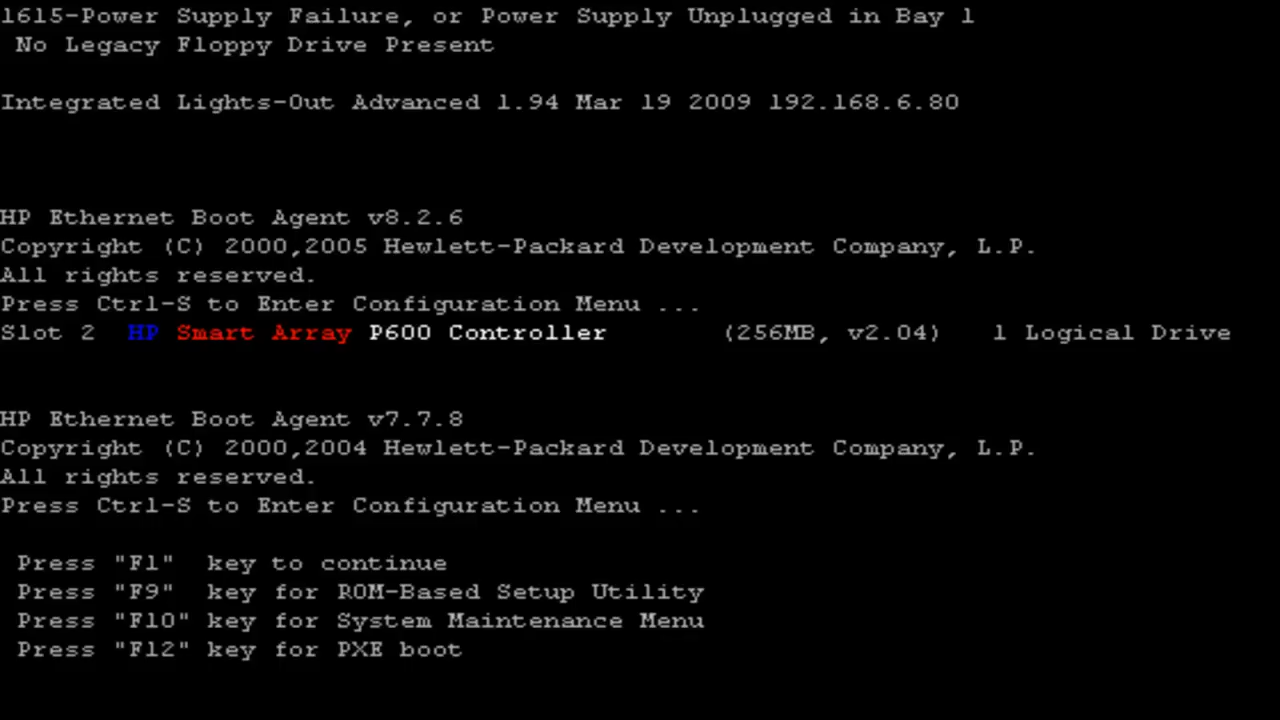 1615-Power Supply Failure, or Power Supply Unplugged in Bay 1
No Legacy Floppy Drive Present
Integrated Lights-Out Advanced 1.94 Mar 19 2009 192.168.6.80
HP Ethernet Boot Agent v8.2.6
Copyright (C) 2000,2005 Hewlett-Packard Development Company, L.P.
All rights reserved.
Press Ctrl-S to Enter Configuration Menu ...
Slot 2 HP Smart Array P600 Controller (256MB, v2.04) 1 Logical Drive
HP Ethernet Boot Agent v7.7.8
Copyright (C) 2000,2004 Hewlett-Packard Development Company, L.P.
All rights reserved.
Press Ctrl-S to Enter Configuration Menu ...
Press "F1" key to continue
Press "F9" key for ROM-Based Setup Utility
Press "F10" key for System Maintenance Menu
Press "F12" key for PXE boot